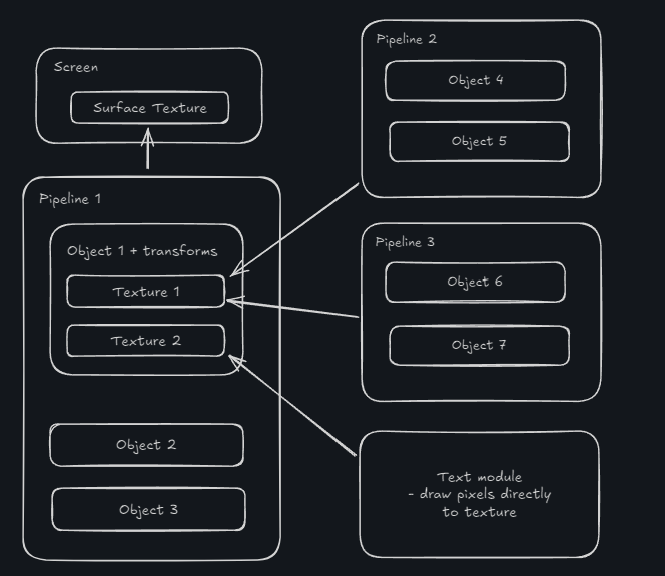 Screen
Surface Texture
Pipeline 1
Object 1 + transforms
Texture 1
Texture 2
Object 2
Object 3
Pipeline 2
Object 4
Object 5
Pipeline 3
Object 6
Object 7
Text module
- draw pixels directly
to texture